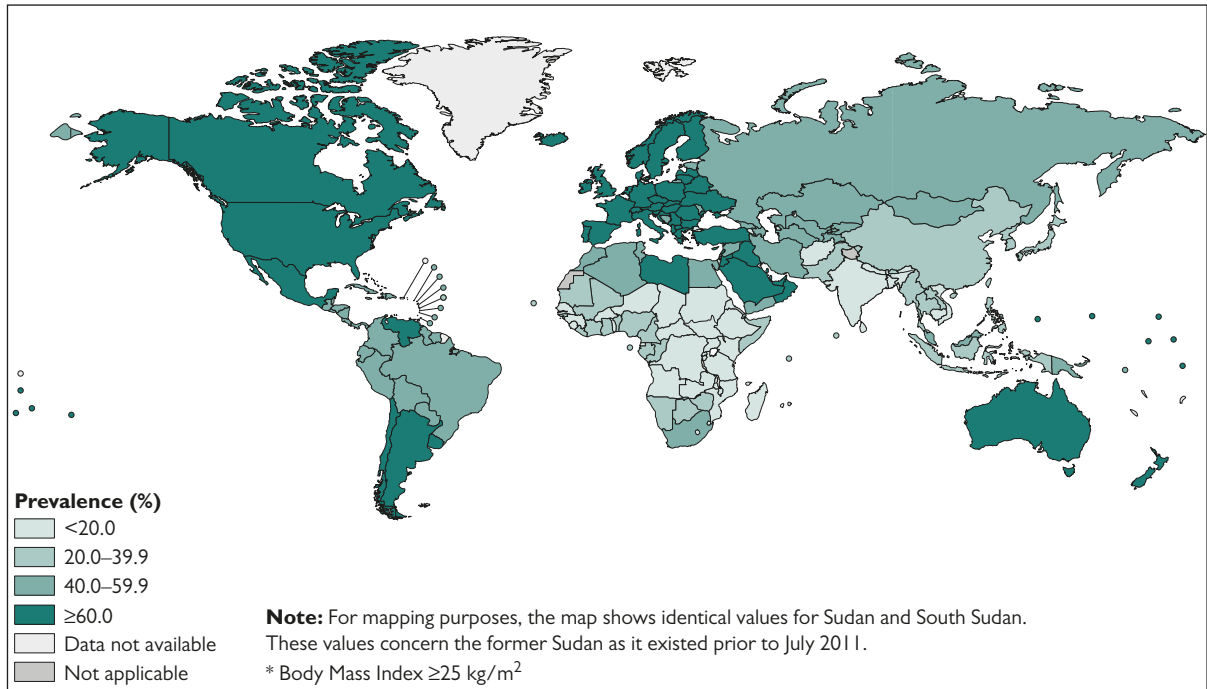 Prevalence (%)
<20.0
20.0–39.9
40.0–59.9
≥60.0
Data not available
Not applicable
Note: For mapping purposes, the map shows identical values for Sudan and South Sudan.
These values concern the former Sudan as it existed prior to July 2011.
* Body Mass Index ≥25 kg/m²